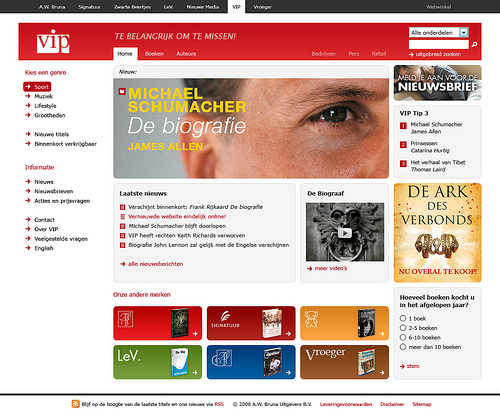 A.W. Bruna Signatuur Zwarte Beertjes LeV. Nieuwe Media VIP Vroeger Webwinkel
vip
TE BELANGRIJK OM TE MISSEN!
Alle onderdelen
uitgebreid zoeken
Home Boeken Auteurs Bedrijven Pers Retail
Kies een genre
Sport
Muziek
Lifestyle
Grootheden
Nieuwe titels
Binnenkort verkrijgbaar
Informatie
Nieuws
Nieuwsbrieven
Acties en prijsvragen
Contact
Over VIP
Veelgestelde vragen
English
Nieuw:
MICHAEL
SCHUMACHER
De biografie
JAMES ALLEN
Laatste nieuws
Verschijnt binnenkort: Frank Rijkaard De biografie
Vernieuwde website eindelijk online!
Michael Schumacher blijft doorlopen
VIP heeft rechten Keith Richards verworven
Biografie John Lennon zal gelijk met de Engelse verschijnen
alle nieuwsberichten
De Biograaf
meer video's
Onze andere merken
SIGNATUUR
LeV.
Vroeger
MELD JE AAN VOOR DE
NIEUWSBRIEF
VIP Tip 3
1 Michael Schumacher
James Allen
2 Prinsessen
Catarina Hurtig
3 Het verhaal van Tibet
Thomas Laird
DE ARK
DES
VERBONDS
NU OVERAL TE KOOP!
Hoeveel boeken kocht u
in het afgelopen jaar?
1 boek
2-5 boeken
6-10 boeken
meer dan 10 boeken
stem
Blijf op de hoogte van de laatste titels en ons nieuws via RSS © 2008 A.W. Bruna Uitgevers B.V. Leveringsvoorwaarden Disclaimer Sitemap